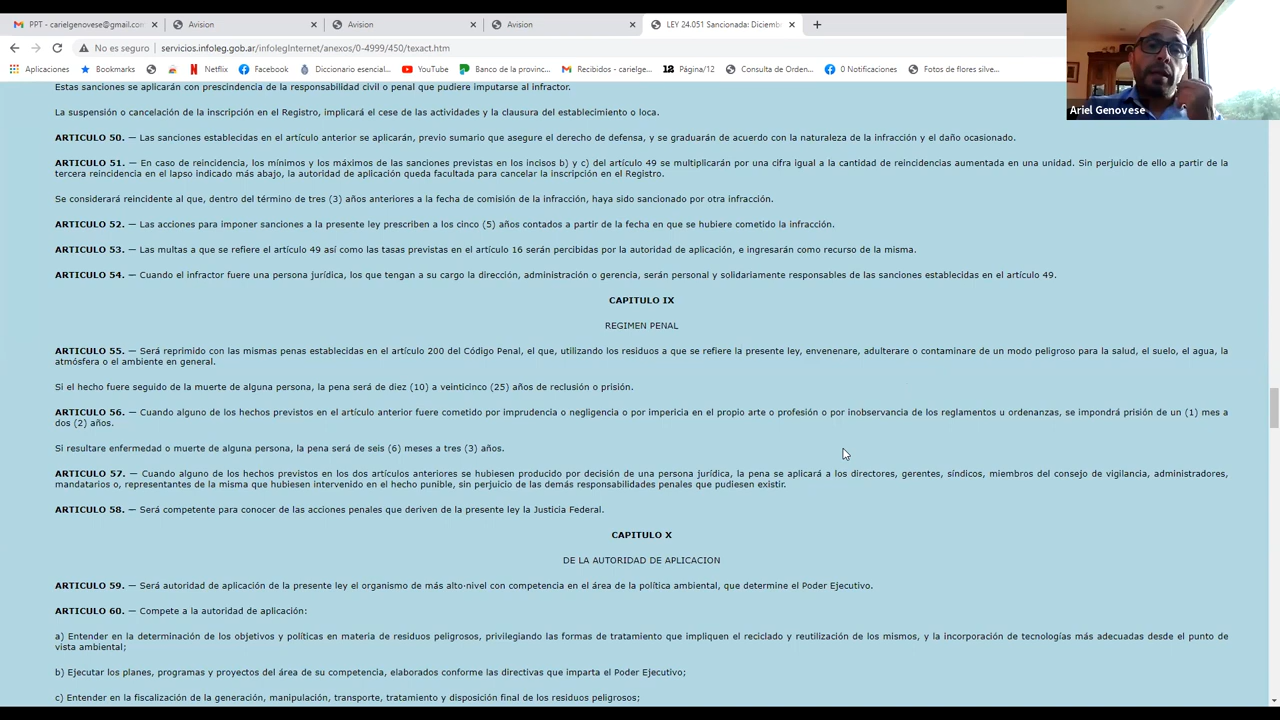 PPT - carielgenovese@gmail.con
Avision
Avision
Avision
LEY 24.051 Sancionada: Diciemb
No es seguro
servicios.infoleg.gob.ar/infolegInternet/anexos/0-4999/450/texact.htm
Aplicaciones
Bookmarks
Netflix
Facebook
Diccionario esencial...
YouTube
Banco de la provinc...
Recibidos - carielge...
12 Página/12
Consulta de Orden...
0 Notificaciones
Fotos de flores silve...
Ariel Genovese
Estas sanciones se aplicarán con prescindencia de la responsabilidad civil o penal que pudiere imputarse al infractor.
La suspensión o cancelación de la inscripción en el Registro, implicará el cese de las actividades y la clausura del establecimiento o loca.
ARTICULO 50. — Las sanciones establecidas en el artículo anterior se aplicarán, previo sumario que asegure el derecho de defensa, y se graduarán de acuerdo con la naturaleza de la infracción y el daño ocasionado.
ARTICULO 51. — En caso de reincidencia, los mínimos y los máximos de las sanciones previstas en los incisos b) y c) del artículo 49 se multiplicarán por una cifra igual a la cantidad de reincidencias aumentada en una unidad. Sin perjuicio de ello a partir de la
tercera reincidencia en el lapso indicado más abajo, la autoridad de aplicación queda facultada para cancelar la inscripción en el Registro.
Se considerará reincidente al que, dentro del término de tres (3) años anteriores a la fecha de comisión de la infracción, haya sido sancionado por otra infracción.
ARTICULO 52. — Las acciones para imponer sanciones a la presente ley prescriben a los cinco (5) años contados a partir de la fecha en que se hubiere cometido la infracción.
ARTICULO 53. — Las multas a que se refiere el artículo 49 así como las tasas previstas en el artículo 16 serán percibidas por la autoridad de aplicación, e ingresarán como recurso de la misma.
ARTICULO 54. — Cuando el infractor fuere una persona jurídica, los que tengan a su cargo la dirección, administración o gerencia, serán personal y solidariamente responsables de las sanciones establecidas en el artículo 49.
CAPITULO IX
REGIMEN PENAL
ARTICULO 55. — Será reprimido con las mismas penas establecidas en el artículo 200 del Código Penal, el que, utilizando los residuos a que se refiere la presente ley, envenenare, adulterare o contaminare de un modo peligroso para la salud, el suelo, el agua, la
atmósfera o el ambiente en general.
Si el hecho fuere seguido de la muerte de alguna persona, la pena será de diez (10) a veinticinco (25) años de reclusión o prisión.
ARTICULO 56. — Cuando alguno de los hechos previstos en el artículo anterior fuere cometido por imprudencia o negligencia o por impericia en el propio arte o profesión o por inobservancia de los reglamentos u ordenanzas, se impondrá prisión de un (1) mes a
dos (2) años.
Si resultare enfermedad o muerte de alguna persona, la pena será de seis (6) meses a tres (3) años.
ARTICULO 57. — Cuando alguno de los hechos previstos en los dos artículos anteriores se hubiesen producido por decisión de una persona jurídica, la pena se aplicará a los directores, gerentes, síndicos, miembros del consejo de vigilancia, administradores,
mandatarios o, representantes de la misma que hubiesen intervenido en el hecho punible, sin perjuicio de las demás responsabilidades penales que pudiesen existir.
ARTICULO 58. — Será competente para conocer de las acciones penales que deriven de la presente ley la Justicia Federal.
CAPITULO X
DE LA AUTORIDAD DE APLICACION
ARTICULO 59. — Será autoridad de aplicación de la presente ley el organismo de más alto-nivel con competencia en el área de la política ambiental, que determine el Poder Ejecutivo.
ARTICULO 60. — Compete a la autoridad de aplicación:
a) Entender en la determinación de los objetivos y políticas en materia de residuos peligrosos, privilegiando las formas de tratamiento que impliquen el reciclado y reutilización de los mismos, y la incorporación de tecnologías más adecuadas desde el punto de
vista ambiental;
b) Ejecutar los planes, programas y proyectos del área de su competencia, elaborados conforme las directivas que imparta el Poder Ejecutivo;
c) Entender en la fiscalización de la generación, manipulación, transporte, tratamiento y disposición final de los residuos peligrosos;